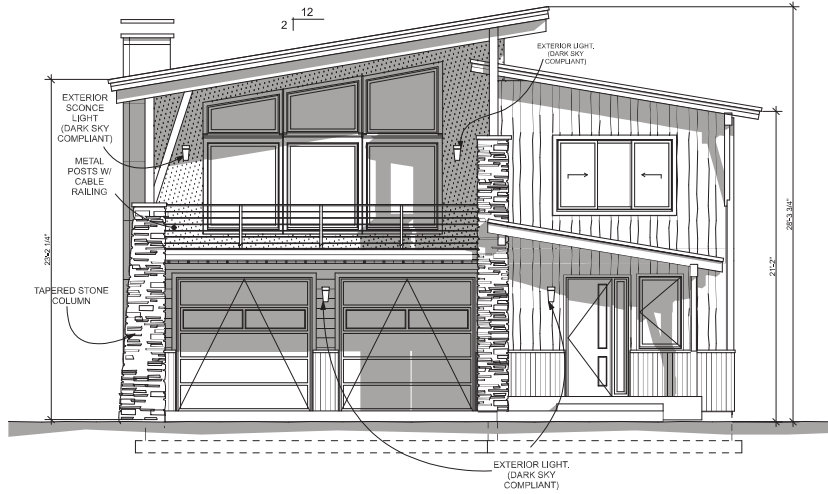 12
2
EXTERIOR LIGHT.
(DARK SKY
COMPLIANT)
EXTERIOR
SCONCE
LIGHT
(DARK SKY
COMPLIANT)
METAL
POSTS W/
CABLE
RAILING
23'-2 1/4"
28'-3 3/4"
21'-2"
TAPERED STONE
COLUMN
EXTERIOR LIGHT.
(DARK SKY
COMPLIANT)